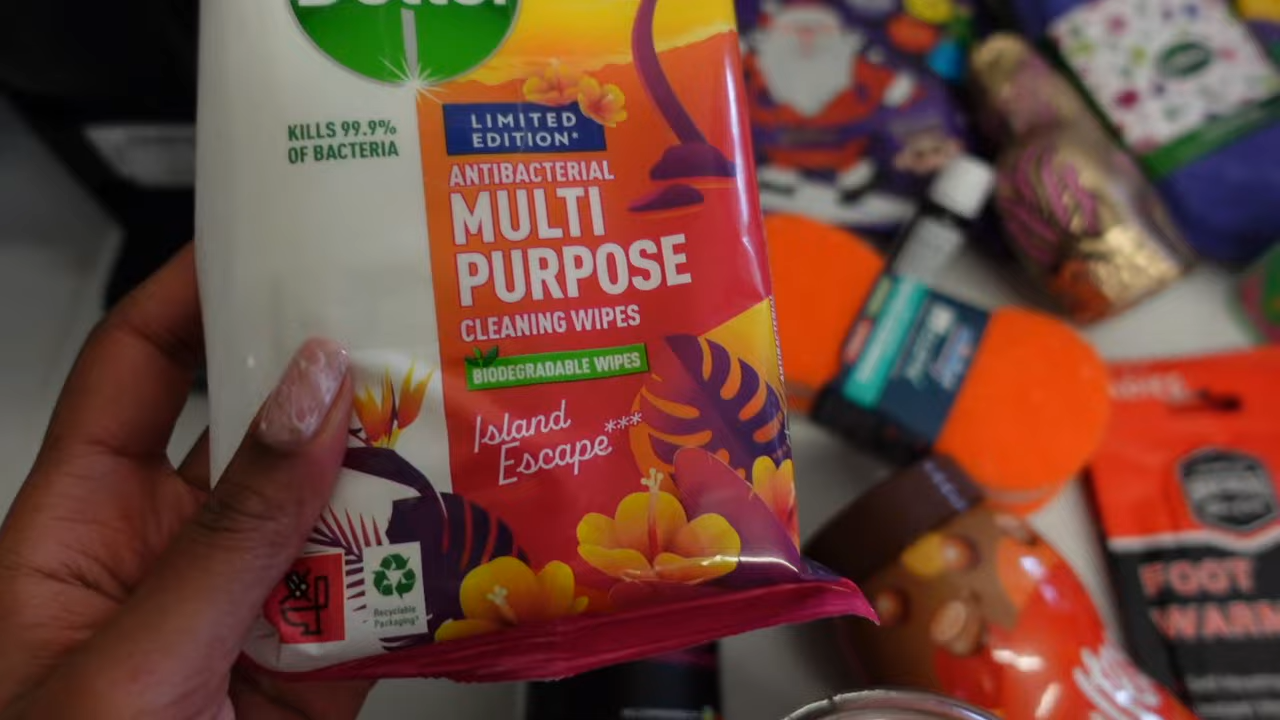 Dettol
KILLS 99.9%
OF BACTERIA
LIMITED
EDITION*
ANTIBACTERIAL
MULTI
PURPOSE
CLEANING WIPES
BIODEGRADABLE WIPES
Island
Escape***
Recyclable
Packaging
FOOT
WARM